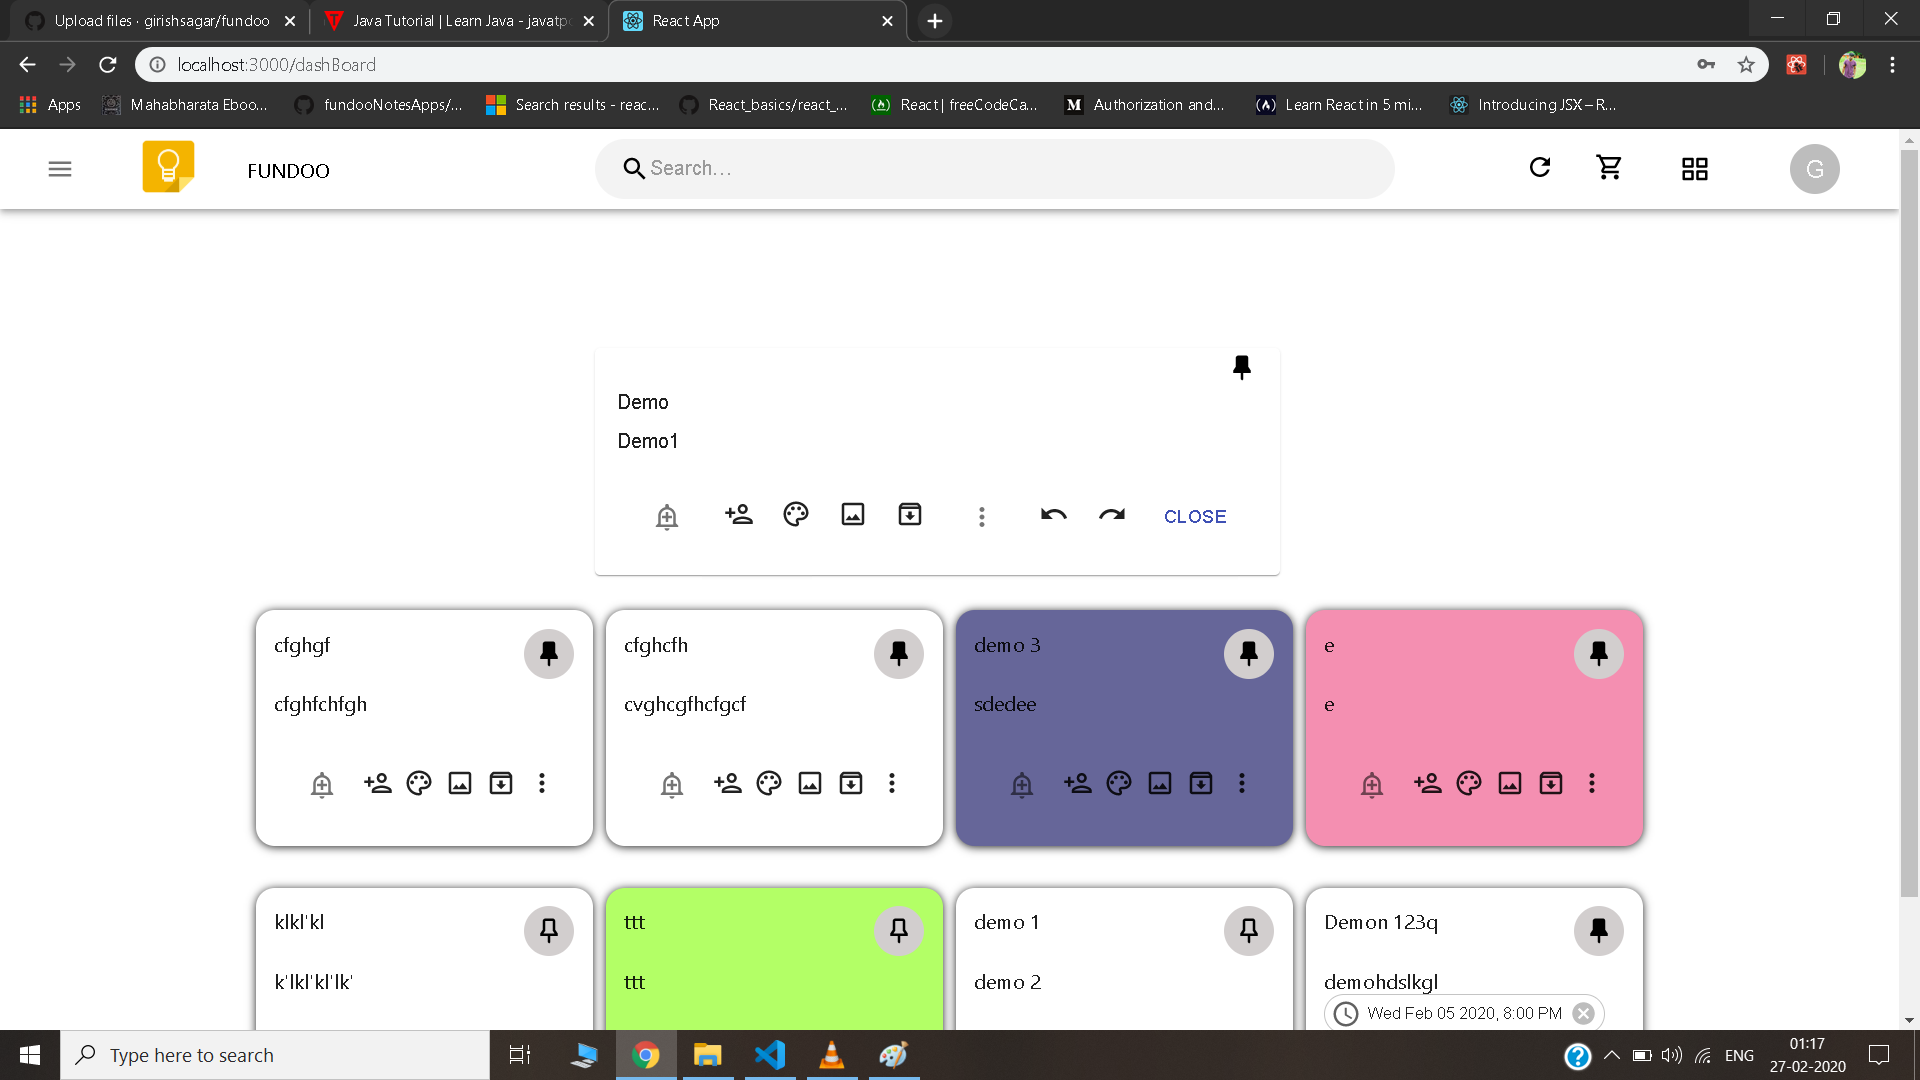 Upload files · girishsagar/fundoo
Java Tutorial | Learn Java - javatp
React App
localhost:3000/dashBoard
Apps
Mahabharata Eboo...
fundooNotesApps/...
Search results - reac...
React_basics/react_...
React | freeCodeCa...
Authorization and...
Learn React in 5 mi...
Introducing JSX – R...
FUNDOO
Search...
G
Demo
Demo1
CLOSE
cfghgf
cfghcfh
demo 3
e
cfghfchfgh
cvghcgfhcfgcf
sdedee
e
klkl'kl
ttt
demo 1
Demon 123q
k'lkl'kl'lk'
ttt
demo 2
demohdslkgl
Wed Feb 05 2020, 8:00 PM
Type here to search
ENG
01:17
27-02-2020